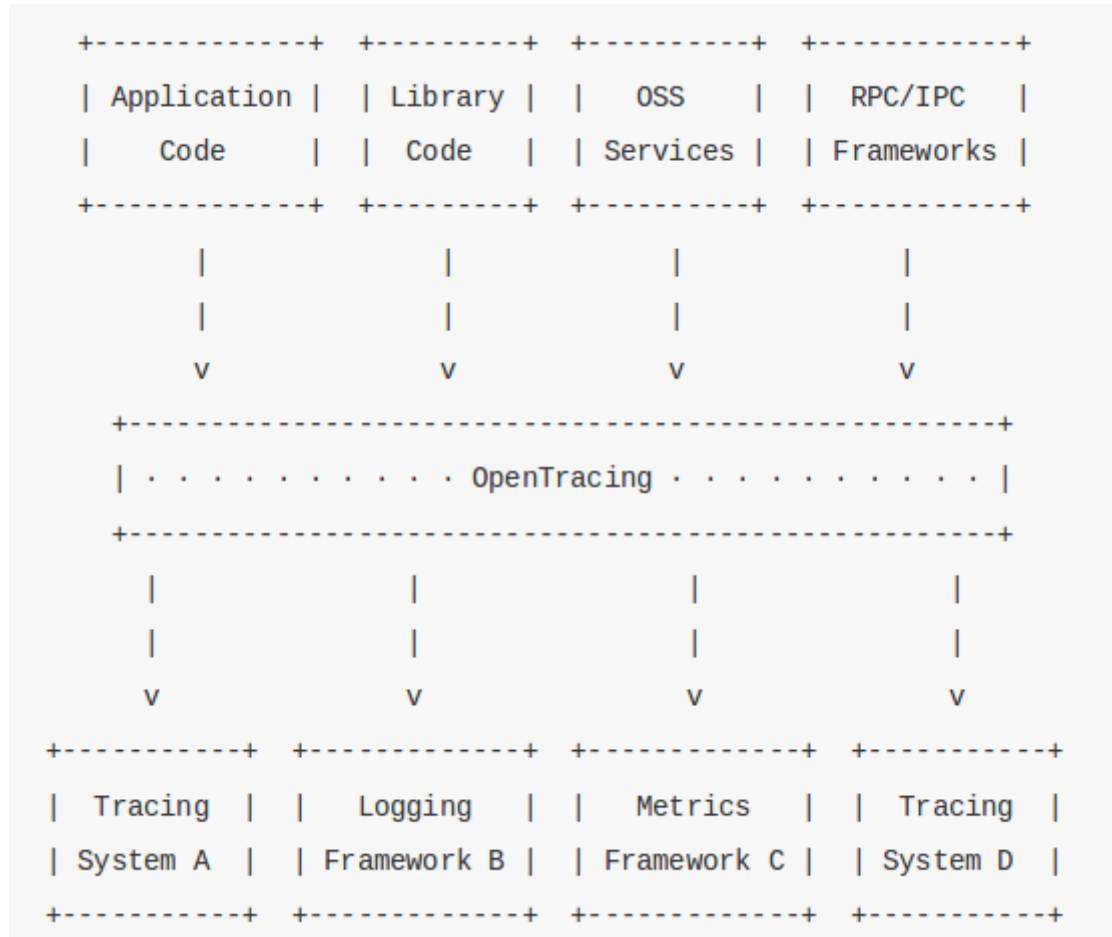 +-------------+  +---------+  +----------+  +------------+
| Application |  | Library |  |   OSS    |  |  RPC/IPC   |
|    Code     |  |  Code   |  | Services |  | Frameworks |
+-------------+  +---------+  +----------+  +------------+
       |              |             |             |
       |              |             |             |
       v              v             v             v
  +-----------------------------------------------------+
  | · · · · · · · · · · OpenTracing · · · · · · · · · · |
  +-----------------------------------------------------+
    |               |                |               |
    |               |                |               |
    v               v                v               v
+-----------+  +-------------+  +-------------+  +-----------+
|  Tracing  |  |   Logging   |  |   Metrics   |  |  Tracing  |
| System A  |  | Framework B |  | Framework C |  | System D  |
+-----------+  +-------------+  +-------------+  +-----------+